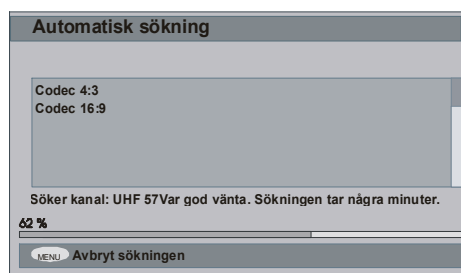 Automatisk sökning
Codec 4:3
Codec 16:9
Söker kanal: UHF 57Var god vänta. Sökningen tar några minuter.
62 %
MENU Avbryt sökningen